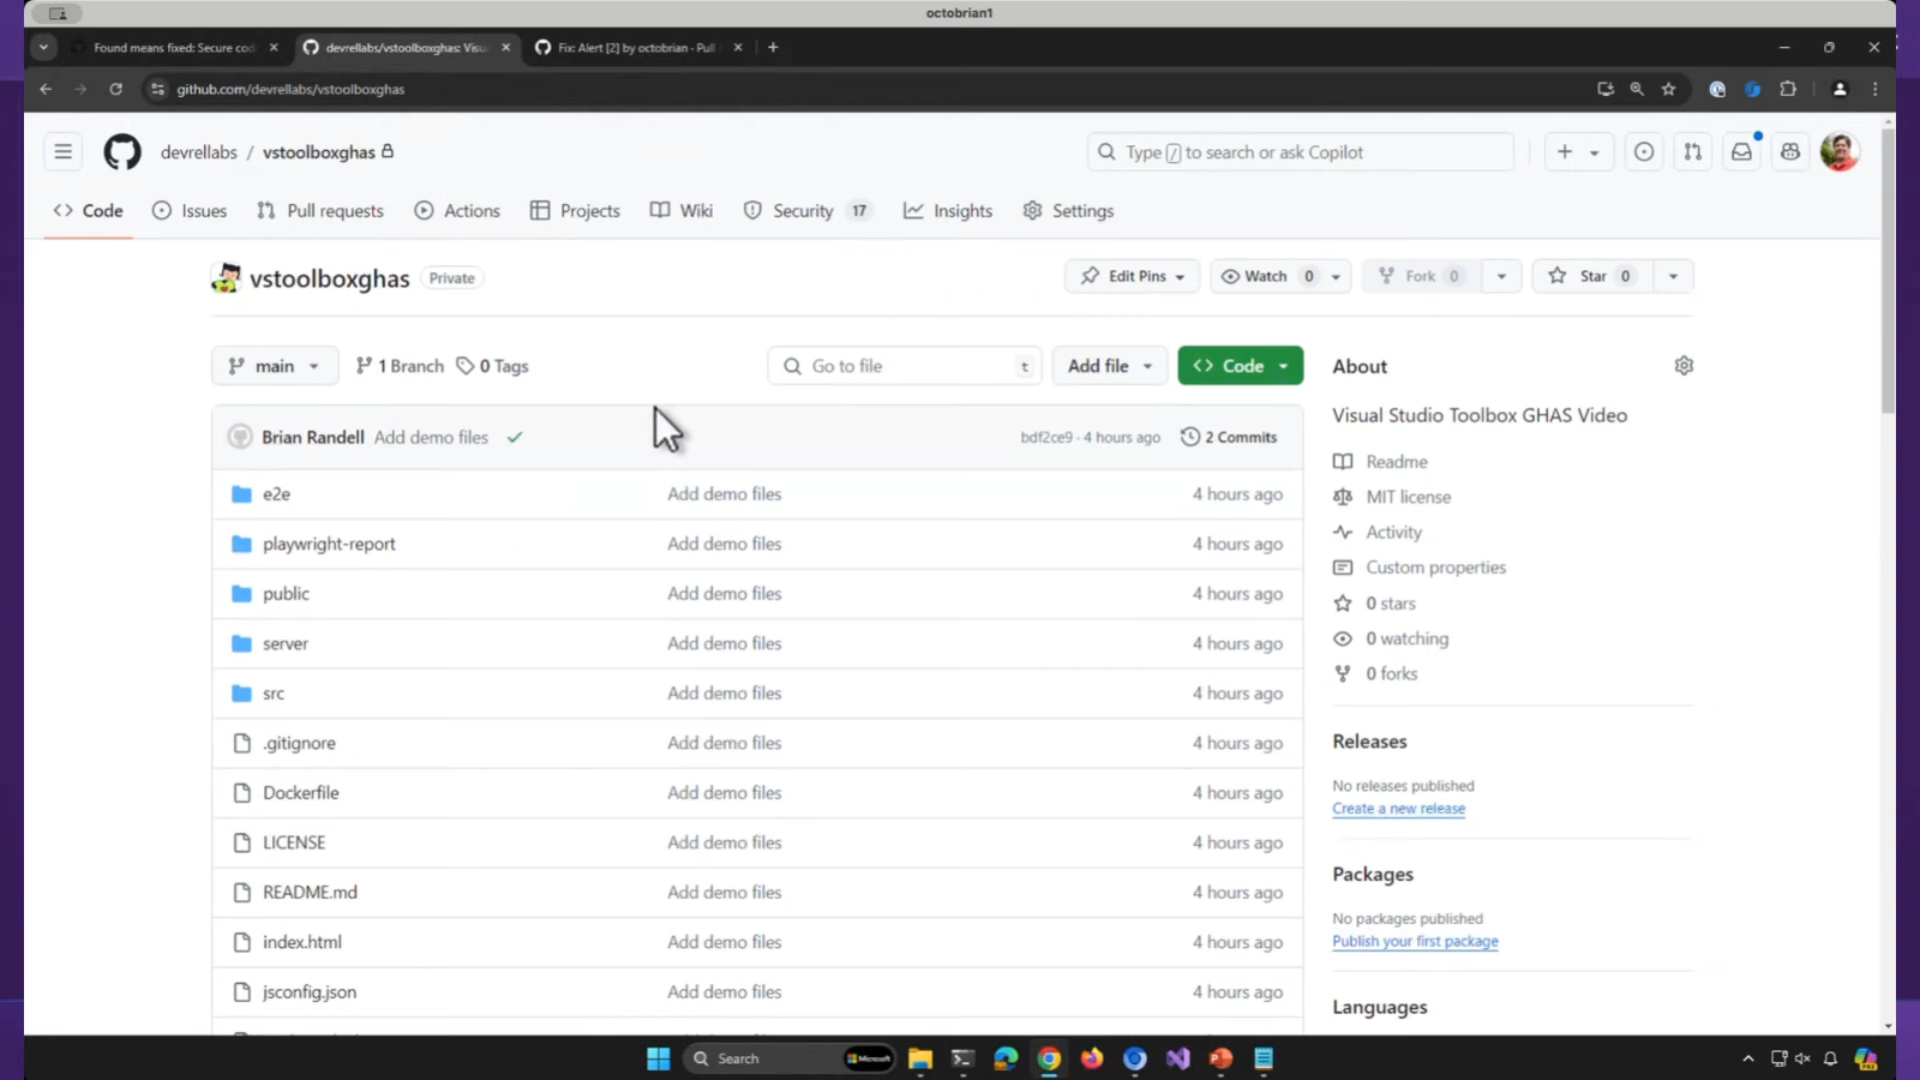 octobrian1
Found means fixed: Secure cod
devrellabs/vstoolboxghas: Visu
Fix: Alert [2] by octobrian · Pull
github.com/devrellabs/vstoolboxghas
devrellabs / vstoolboxghas
Type / to search or ask Copilot
Code
Issues
Pull requests
Actions
Projects
Wiki
Security 17
Insights
Settings
vstoolboxghas Private
Edit Pins
Watch 0
Fork 0
Star 0
main
1 Branch
0 Tags
Go to file t
Add file
Code
Brian Randell Add demo files
bdf2ce9 · 4 hours ago
2 Commits
e2e Add demo files 4 hours ago
playwright-report Add demo files 4 hours ago
public Add demo files 4 hours ago
server Add demo files 4 hours ago
src Add demo files 4 hours ago
.gitignore Add demo files 4 hours ago
Dockerfile Add demo files 4 hours ago
LICENSE Add demo files 4 hours ago
README.md Add demo files 4 hours ago
index.html Add demo files 4 hours ago
jsconfig.json Add demo files 4 hours ago
About
Visual Studio Toolbox GHAS Video
Readme
MIT license
Activity
Custom properties
0 stars
0 watching
0 forks
Releases
No releases published
Create a new release
Packages
No packages published
Publish your first package
Languages
Search
Microsoft